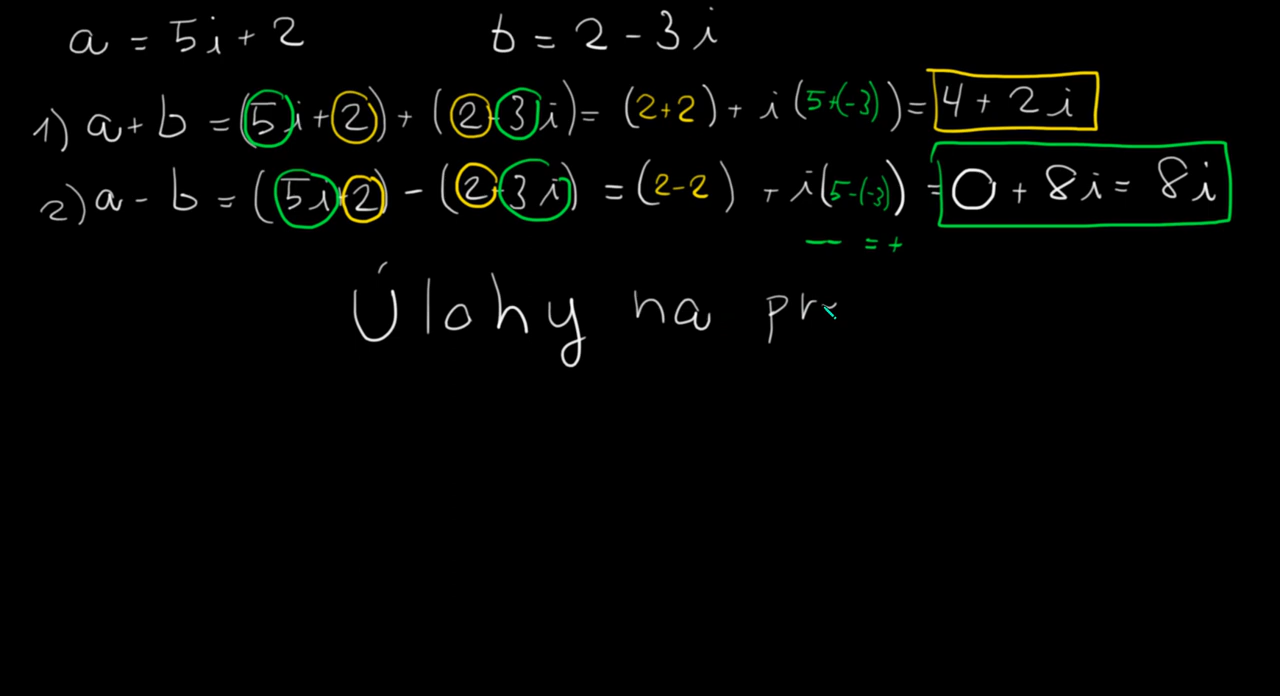 a = 5i + 2 b = 2 - 3i
1) a + b = (5i + 2) + (2 - 3i) = (2+2) + i (5+(-3)) = 4 + 2i
2) a - b = (5i + 2) - (2 - 3i) = (2-2) + i (5-(-3)) = 0 + 8i = 8i
- - = +
Úlohy na pr